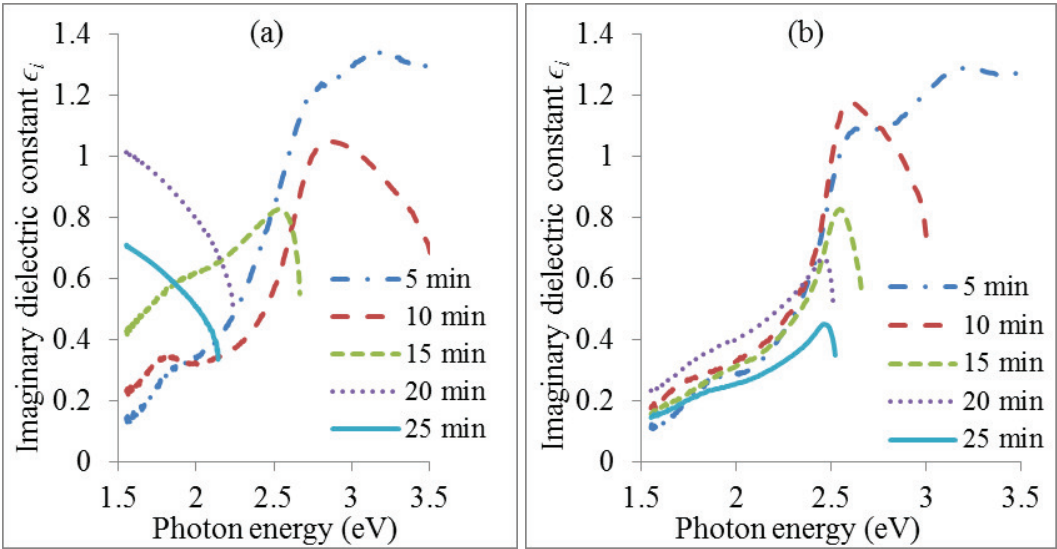 (a)
Imaginary dielectric constant ϵi
1.4
1.2
1
0.8
0.6
0.4
0.2
0
1.5
2
2.5
3
3.5
Photon energy (eV)
5 min
10 min
15 min
20 min
25 min
(b)
Imaginary dielectric constant ϵi
1.4
1.2
1
0.8
0.6
0.4
0.2
0
1.5
2
2.5
3
3.5
Photon energy (eV)
5 min
10 min
15 min
20 min
25 min